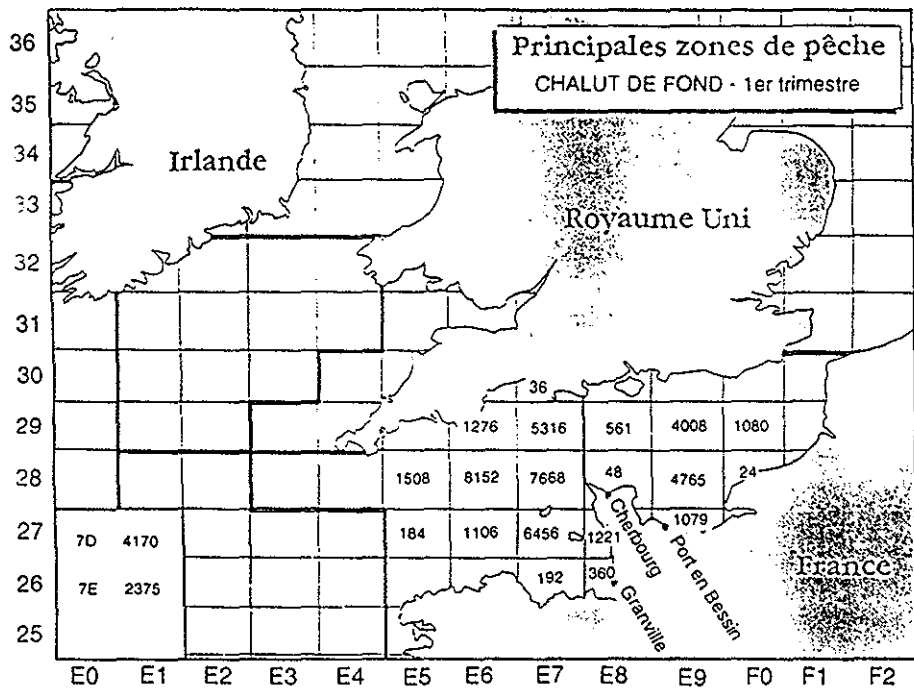 Principales zones de pêche
CHALUT DE FOND - 1er trimestre
36
35
34
33
32
31
30
29
28
27
26
25
Irlande
Royaume Uni
France
36
1276 5316 561 4008 1080
1508 8152 7668 48 4765 24
184 1106 6456 1221 1079
192 360
7D 4170
7E 2375
Cherbourg
Port en Bessin
Granville
E0 E1 E2 E3 E4 E5 E6 E7 E8 E9 F0 F1 F2